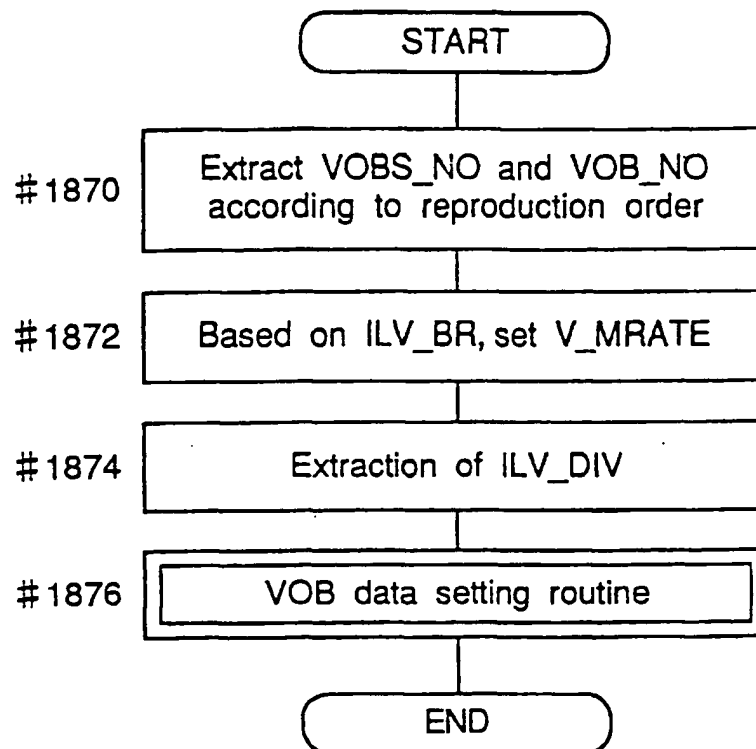 START
#1870
Extract VOBS_NO and VOB_NO
according to reproduction order
#1872
Based on ILV_BR, set V_MRATE
#1874
Extraction of ILV_DIV
#1876
VOB data setting routine
END